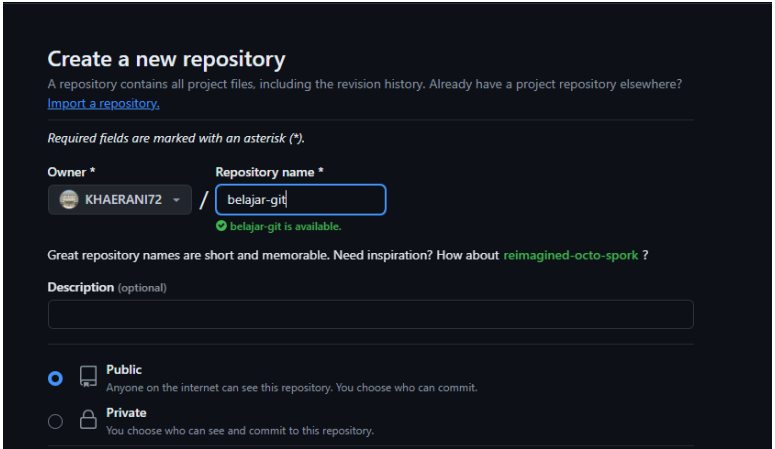 Create a new repository
A repository contains all project files, including the revision history. Already have a project repository elsewhere?
Import a repository.
Required fields are marked with an asterisk (*).
Owner *
Repository name *
KHAERANI72
/
belajar-git
belajar-git is available.
Great repository names are short and memorable. Need inspiration? How about reimagined-octo-spork ?
Description (optional)
Public
Anyone on the internet can see this repository. You choose who can commit.
Private
You choose who can see and commit to this repository.